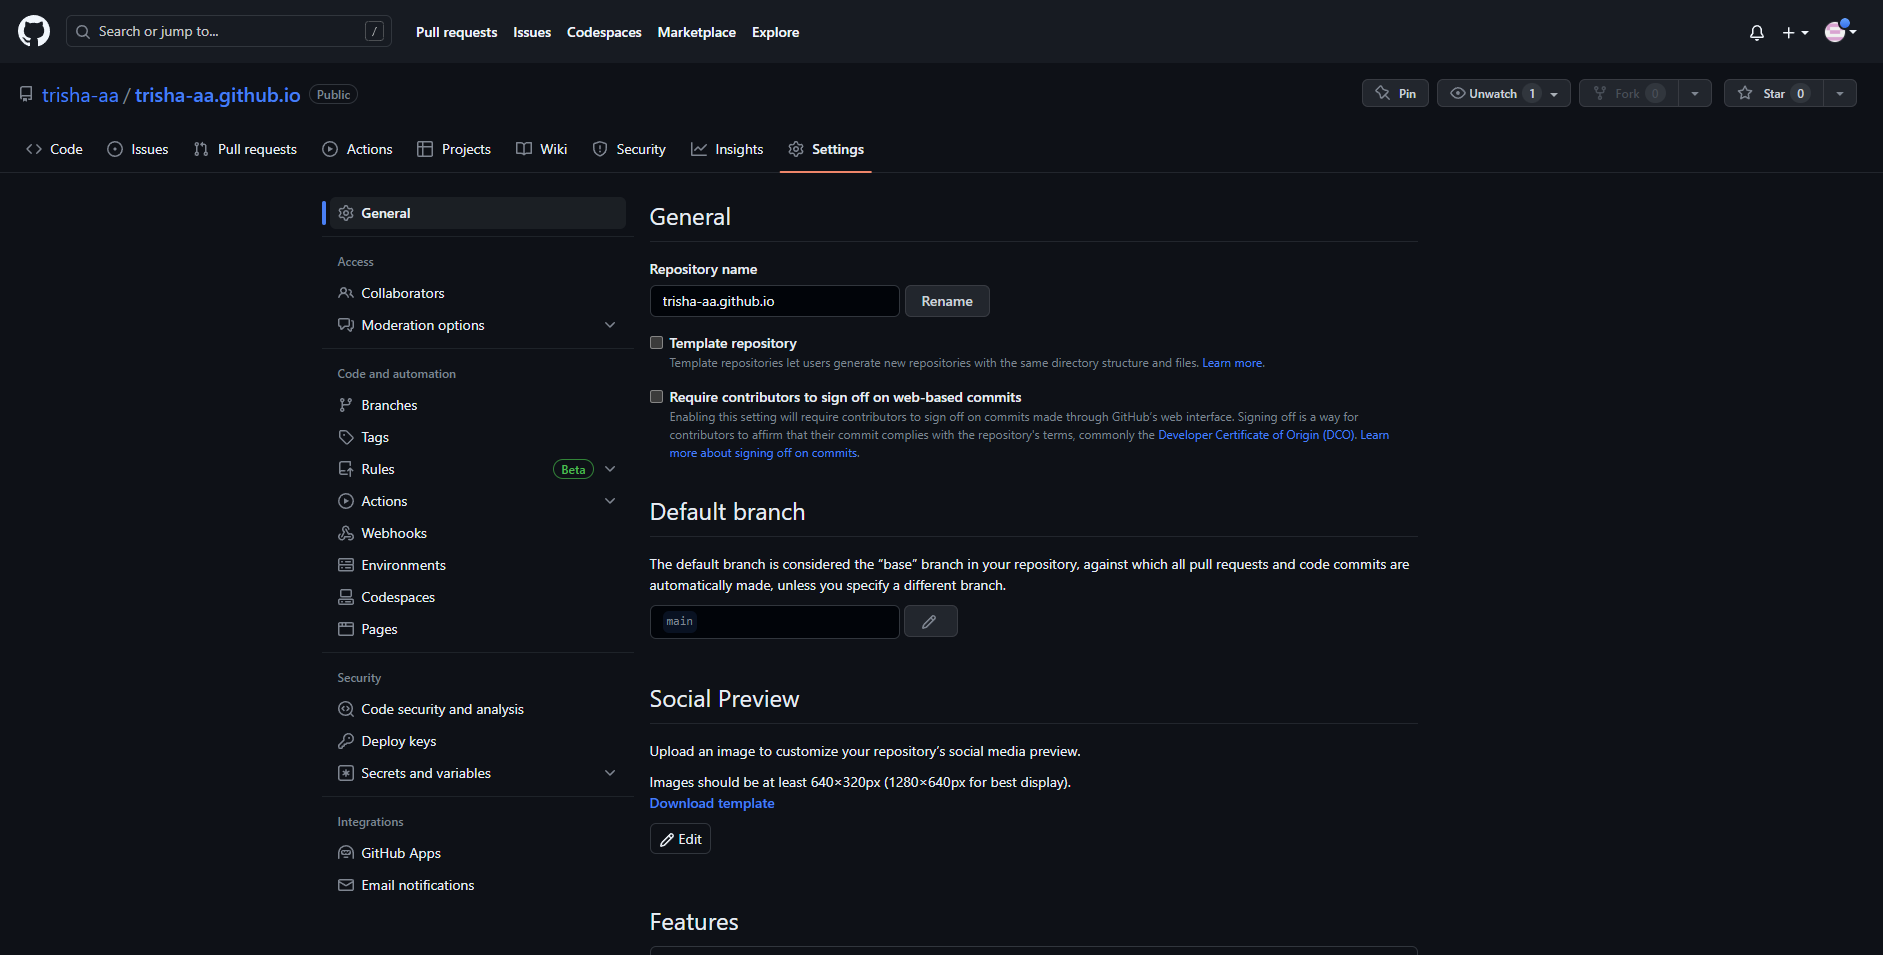 Search or jump to...
/
Pull requests
Issues
Codespaces
Marketplace
Explore
trisha-aa / trisha-aa.github.io
Public
Pin
Unwatch 1
Fork 0
Star 0
Code
Issues
Pull requests
Actions
Projects
Wiki
Security
Insights
Settings
General
Access
Collaborators
Moderation options
Code and automation
Branches
Tags
Rules
Beta
Actions
Webhooks
Environments
Codespaces
Pages
Security
Code security and analysis
Deploy keys
Secrets and variables
Integrations
GitHub Apps
Email notifications
General
Repository name
trisha-aa.github.io
Rename
Template repository
Template repositories let users generate new repositories with the same directory structure and files. Learn more.
Require contributors to sign off on web-based commits
Enabling this setting will require contributors to sign off on commits made through GitHub's web interface. Signing off is a way for
contributors to affirm that their commit complies with the repository's terms, commonly the Developer Certificate of Origin (DCO). Learn
more about signing off on commits.
Default branch
The default branch is considered the “base” branch in your repository, against which all pull requests and code commits are
automatically made, unless you specify a different branch.
main
Social Preview
Upload an image to customize your repository’s social media preview.
Images should be at least 640×320px (1280×640px for best display).
Download template
Edit
Features